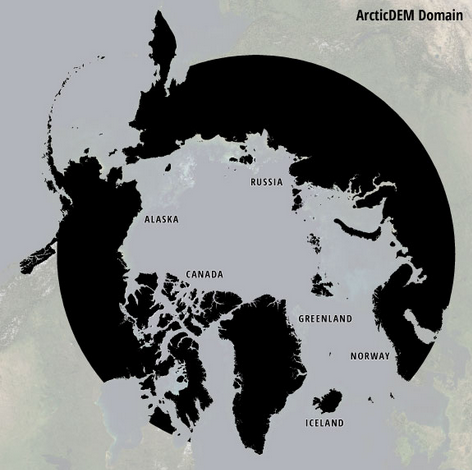 ArcticDEM Domain
RUSSIA
ALASKA
CANADA
GREENLAND
NORWAY
ICELAND